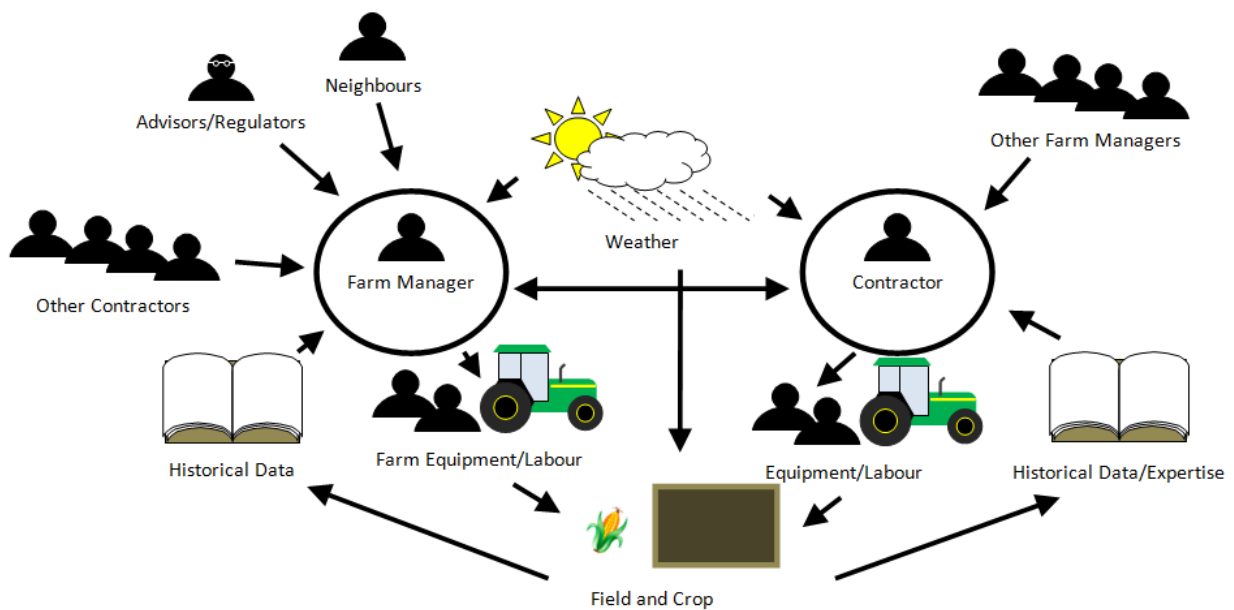 Neighbours
Advisors/Regulators
Other Farm Managers
Weather
Farm Manager
Contractor
Other Contractors
Historical Data
Farm Equipment/Labour
Equipment/Labour
Historical Data/Expertise
Field and Crop